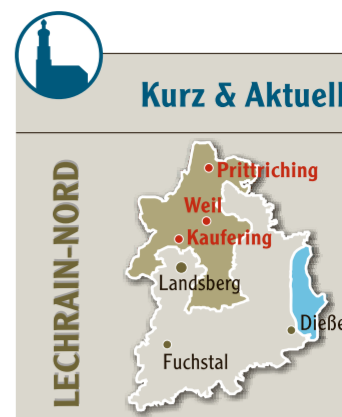 Kurz & Aktuell
LECHRAIN-NORD
Prittriching
Weil
Kaufering
Landsberg
Dieße
Fuchstal